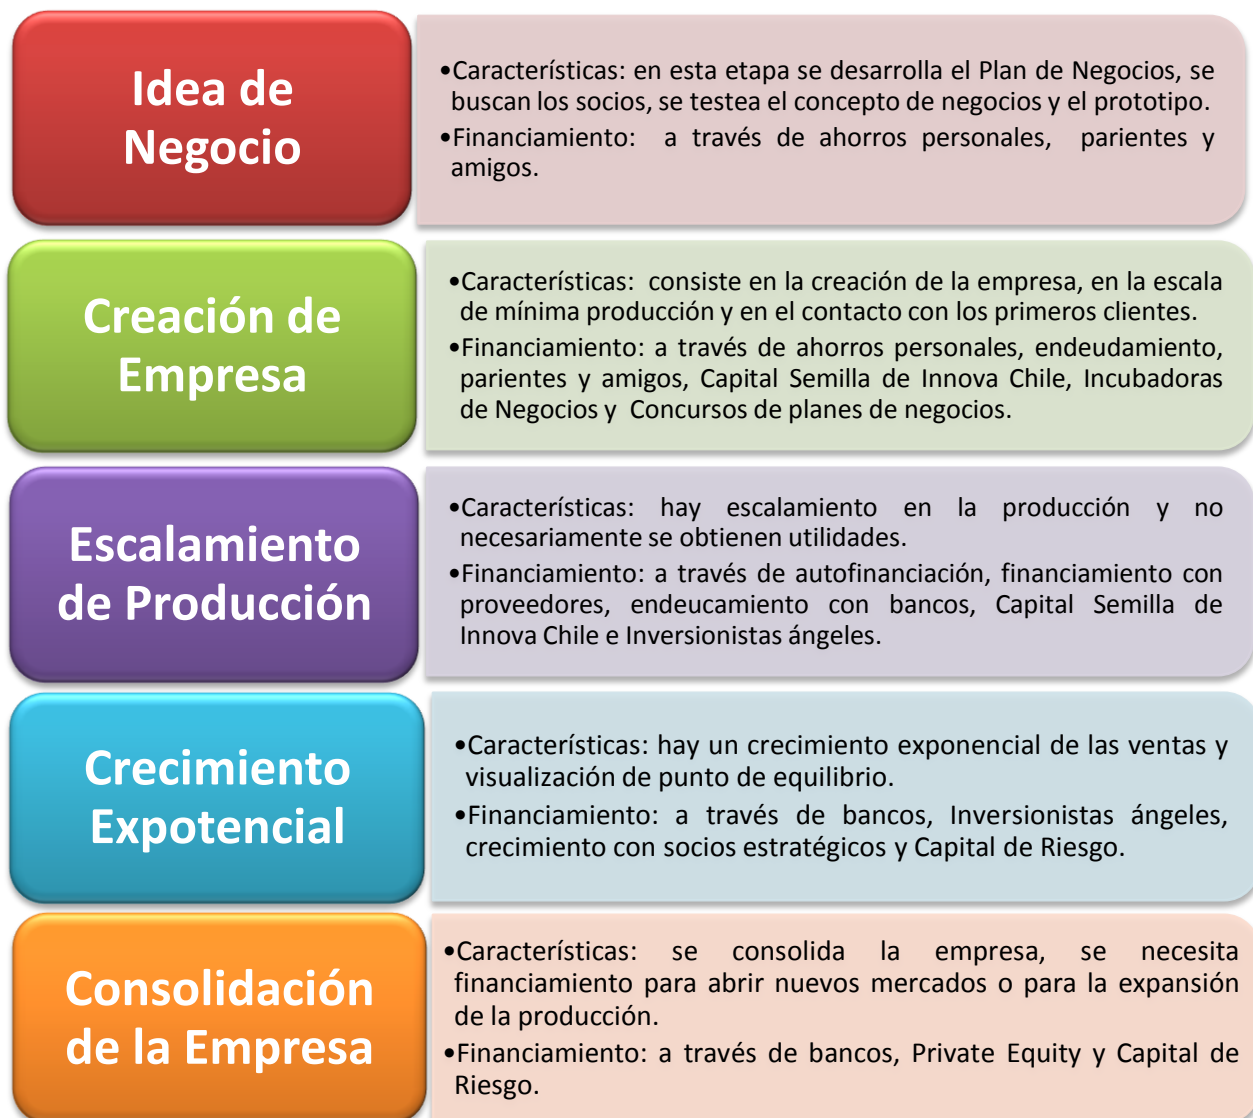 Idea de
Negocio
•Características: en esta etapa se desarrolla el Plan de Negocios, se
buscan los socios, se testea el concepto de negocios y el prototipo.
•Financiamiento: a través de ahorros personales, parientes y
amigos.
Creación de
Empresa
•Características: consiste en la creación de la empresa, en la escala
de mínima producción y en el contacto con los primeros clientes.
•Financiamiento: a través de ahorros personales, endeudamiento,
parientes y amigos, Capital Semilla de Innova Chile, Incubadoras
de Negocios y Concursos de planes de negocios.
Escalamiento
de Producción
•Características: hay escalamiento en la producción y no
necesariamente se obtienen utilidades.
•Financiamiento: a través de autofinanciación, financiamiento con
proveedores, endeucamiento con bancos, Capital Semilla de
Innova Chile e Inversionistas ángeles.
Crecimiento
Expotencial
•Características: hay un crecimiento exponencial de las ventas y
visualización de punto de equilibrio.
•Financiamiento: a través de bancos, Inversionistas ángeles,
crecimiento con socios estratégicos y Capital de Riesgo.
Consolidación
de la Empresa
•Características: se consolida la empresa, se necesita
financiamiento para abrir nuevos mercados o para la expansión
de la producción.
•Financiamiento: a través de bancos, Private Equity y Capital de
Riesgo.